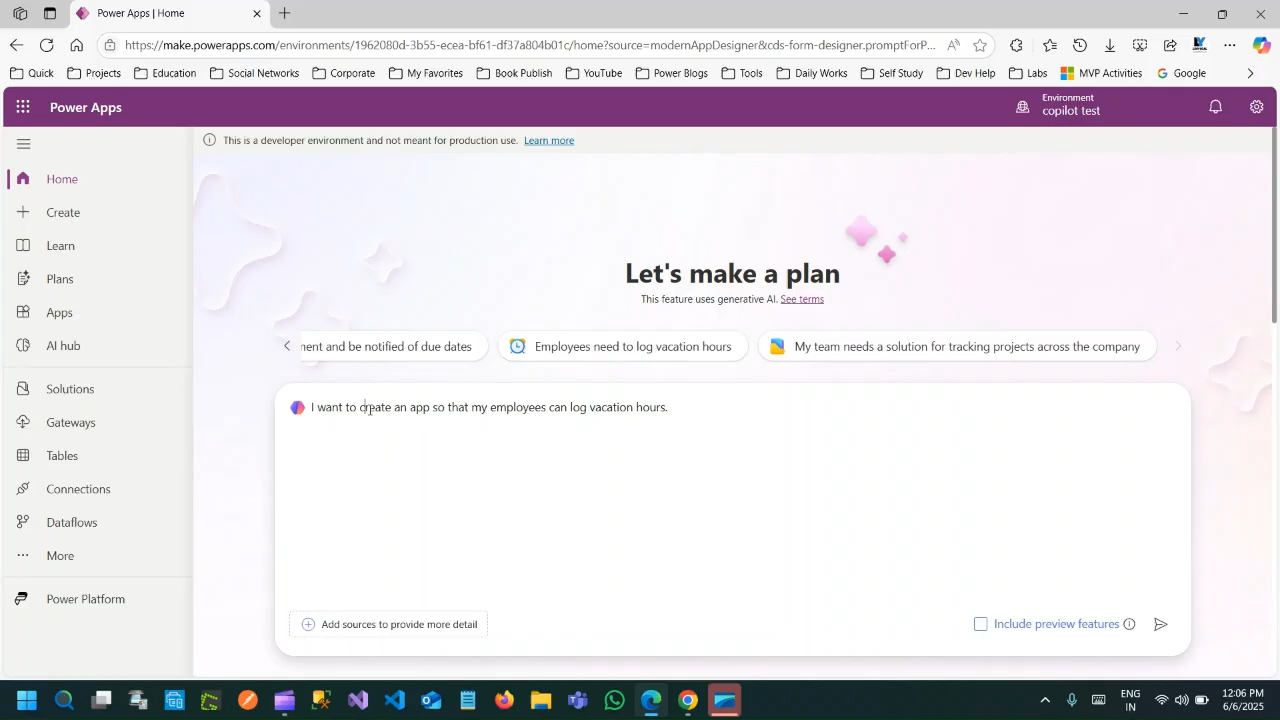 Power Apps | Home
https://make.powerapps.com/environments/1962080d-3b55-ecea-bf61-df37a804b01c/home?source=modernAppDesigner&cds-form-designer.promptForP...
Quick
Projects
Education
Social Networks
Corporate
My Favorites
Book Publish
YouTube
Power Blogs
Tools
Daily Works
Self Study
Dev Help
Labs
MVP Activities
Google
Power Apps
Environment
copilot test
This is a developer environment and not meant for production use. Learn more
Home
Create
Learn
Plans
Apps
AI hub
Solutions
Gateways
Tables
Connections
Dataflows
More
Power Platform
Let's make a plan
This feature uses generative AI. See terms
nent and be notified of due dates
Employees need to log vacation hours
My team needs a solution for tracking projects across the company
I want to create an app so that my employees can log vacation hours.
Add sources to provide more detail
Include preview features
ENG
IN
12:06 PM
6/6/2025